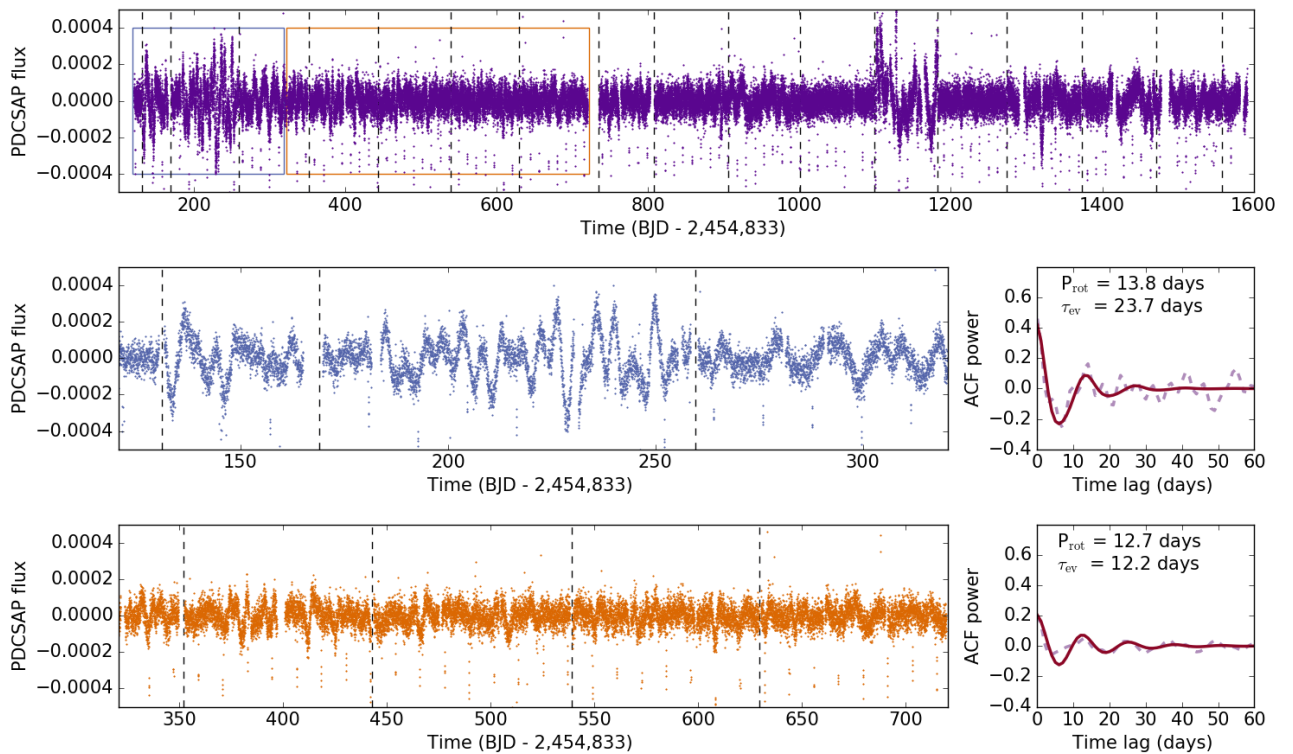 0.0004
0.0002
0.0000
−0.0002
−0.0004
PDCSAP flux
200 400 600 800 1000 1200 1400 1600
Time (BJD - 2,454,833)
0.0004
0.0002
0.0000
−0.0002
−0.0004
PDCSAP flux
150 200 250 300
Time (BJD - 2,454,833)
P_rot = 13.8 days
τ_ev = 23.7 days
0.6
0.4
0.2
0.0
−0.2
−0.4
ACF power
0 10 20 30 40 50 60
Time lag (days)
0.0004
0.0002
0.0000
−0.0002
−0.0004
PDCSAP flux
350 400 450 500 550 600 650 700
Time (BJD - 2,454,833)
P_rot = 12.7 days
τ_ev = 12.2 days
0.6
0.4
0.2
0.0
−0.2
−0.4
ACF power
0 10 20 30 40 50 60
Time lag (days)